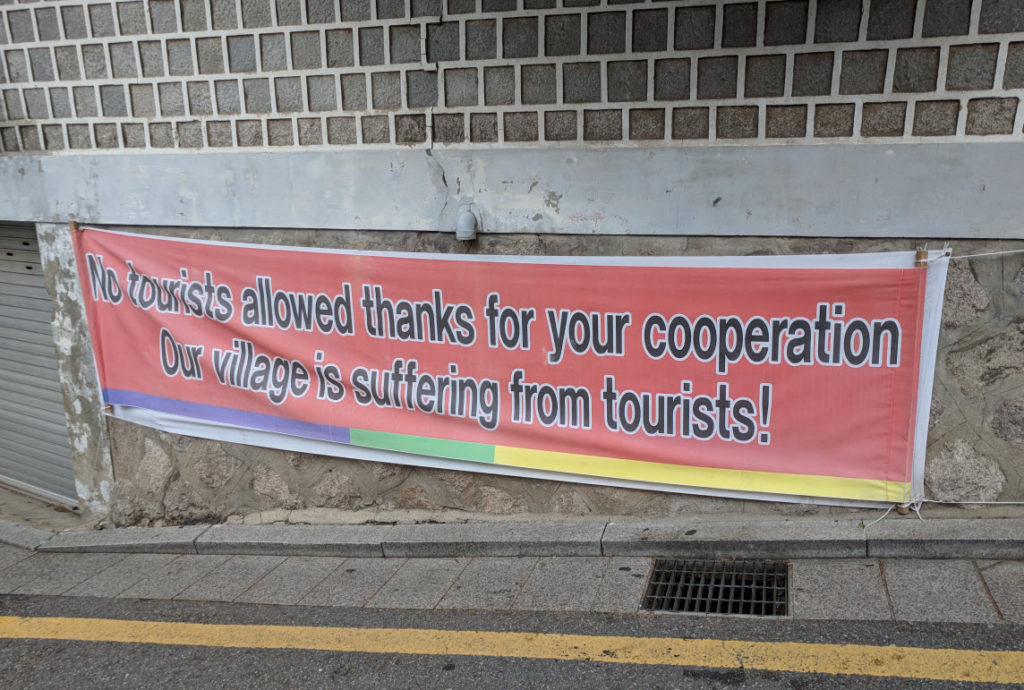 No tourists allowed thanks for your cooperation
Our village is suffering from tourists!